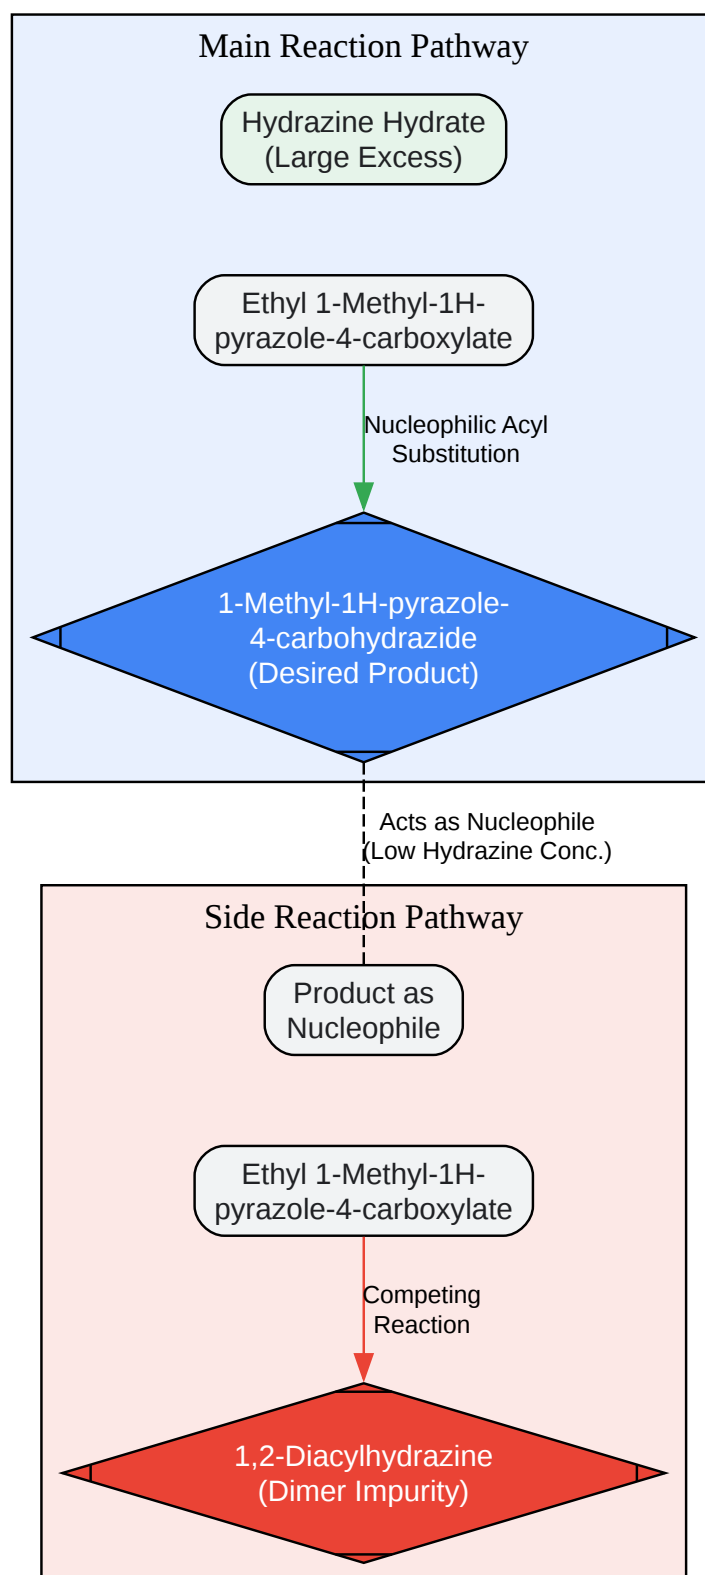 Main Reaction Pathway
Hydrazine Hydrate
(Large Excess)
Ethyl 1-Methyl-1H-
pyrazole-4-carboxylate
Nucleophilic Acyl
Substitution
1-Methyl-1H-pyrazole-
4-carbohydrazide
(Desired Product)
Acts as Nucleophile
(Low Hydrazine Conc.)
Side Reaction Pathway
Product as
Nucleophile
Ethyl 1-Methyl-1H-
pyrazole-4-carboxylate
Competing
Reaction
1,2-Diacylhydrazine
(Dimer Impurity)